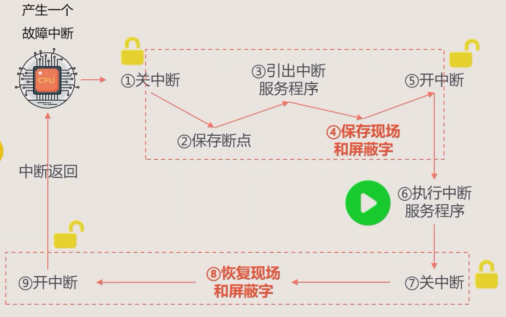 产生一个
故障中断
CPU
①关中断
②保存断点
③引出中断
服务程序
④保存现场
和屏蔽字
⑤开中断
⑥执行中断
服务程序
⑦关中断
⑧恢复现场
和屏蔽字
⑨开中断
中断返回